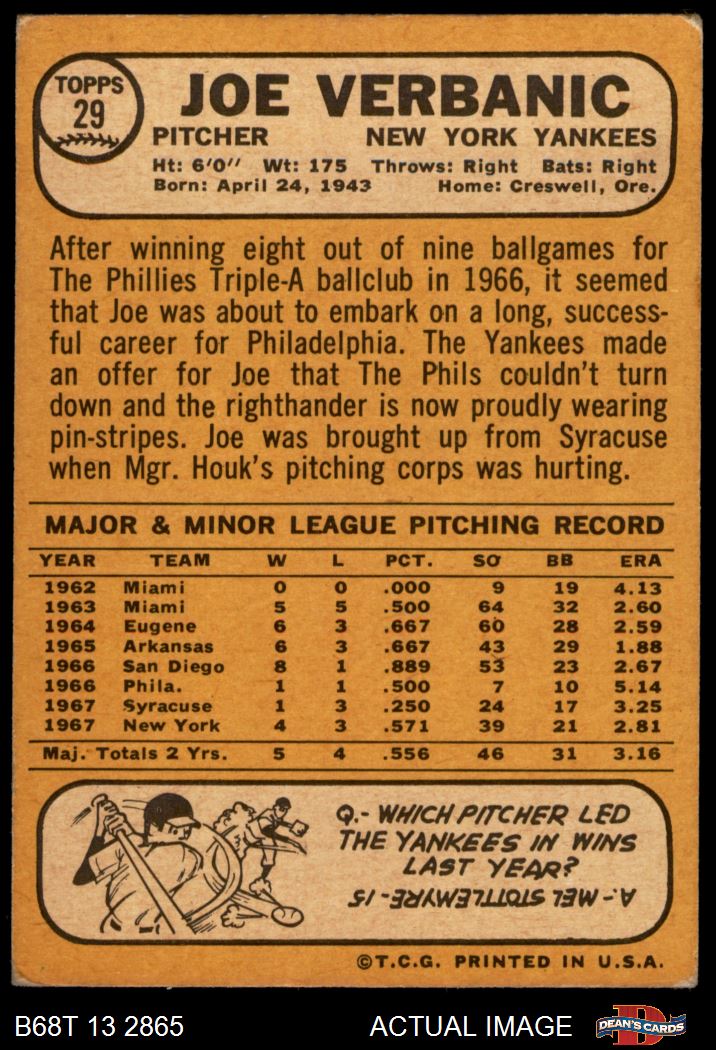 TOPPS
29
JOE VERBANIC
PITCHER NEW YORK YANKEES
Ht: 6'0" Wt: 175 Throws: Right Bats: Right
Born: April 24, 1943 Home: Creswell, Ore.
After winning eight out of nine ballgames for
The Phillies Triple-A ballclub in 1966, it seemed
that Joe was about to embark on a long, success-
ful career for Philadelphia. The Yankees made
an offer for Joe that The Phils couldn't turn
down and the righthander is now proudly wearing
pin-stripes. Joe was brought up from Syracuse
when Mgr. Houk's pitching corps was hurting.
MAJOR & MINOR LEAGUE PITCHING RECORD
YEAR TEAM W L PCT. SO BB ERA
1962 Miami 0 0 .000 9 19 4.13
1963 Miami 5 5 .500 64 32 2.60
1964 Eugene 6 3 .667 60 28 2.59
1965 Arkansas 6 3 .667 43 29 1.88
1966 San Diego 8 1 .889 53 23 2.67
1966 Phila. 1 1 .500 7 10 5.14
1967 Syracuse 1 3 .250 24 17 3.25
1967 New York 4 3 .571 39 21 2.81
Maj. Totals 2 Yrs. 5 4 .556 46 31 3.16
Q.- WHICH PITCHER LED
THE YANKEES IN WINS
LAST YEAR?
A.- MEL STOTTLEMYRE- 15
©T.C.G. PRINTED IN U.S.A.
B68T 13 2865 ACTUAL IMAGE DEAN'S CARDS